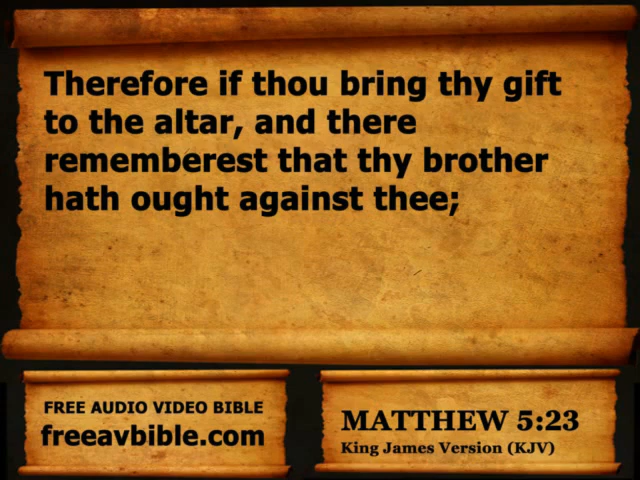 Therefore if thou bring thy gift
to the altar, and there
rememberest that thy brother
hath ought against thee;
FREE AUDIO VIDEO BIBLE
freeavbible.com
MATTHEW 5:23
King James Version (KJV)